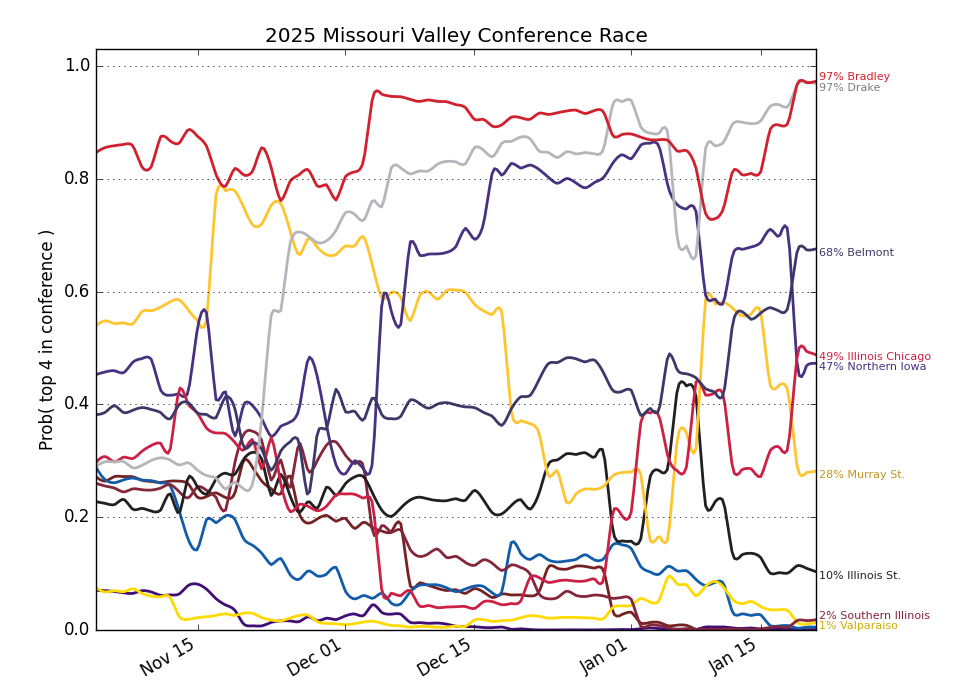 2025 Missouri Valley Conference Race
Prob( top 4 in conference )
1.0
0.8
0.6
0.4
0.2
0.0
Nov 15
Dec 01
Dec 15
Jan 01
Jan 15
97% Bradley
97% Drake
68% Belmont
49% Illinois Chicago
47% Northern Iowa
28% Murray St.
10% Illinois St.
2% Southern Illinois
1% Valparaiso